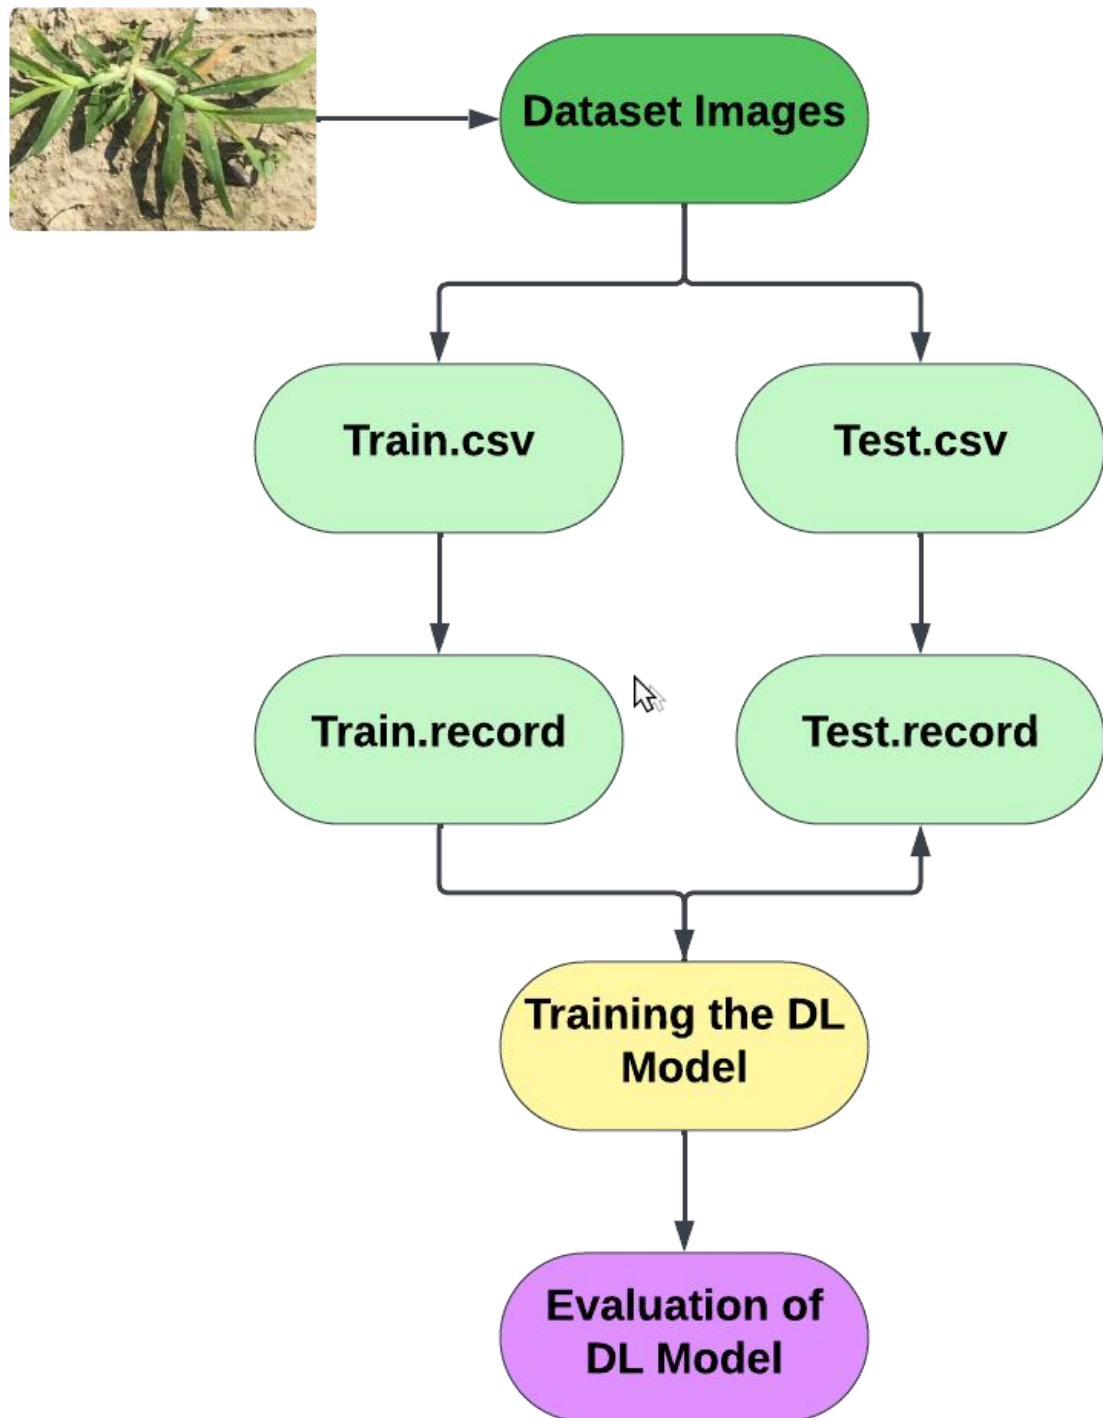 Dataset Images
Train.csv
Test.csv
Train.record
Test.record
Training the DL
Model
Evaluation of
DL Model